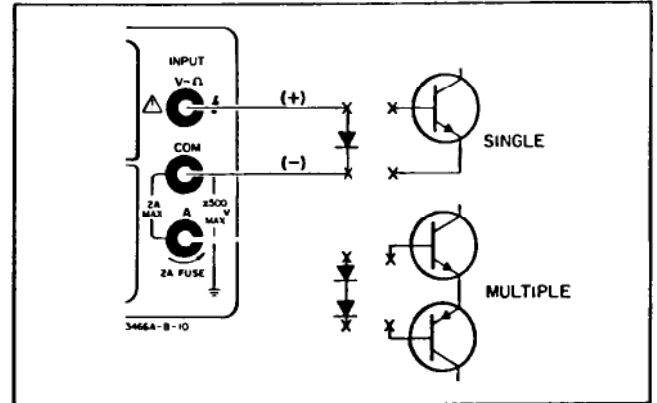 INPUT
V-Ω
(+)
COM
(-)
2A MAX
±500 V MAX
A
2A FUSE
3466A-B-10
SINGLE
MULTIPLE